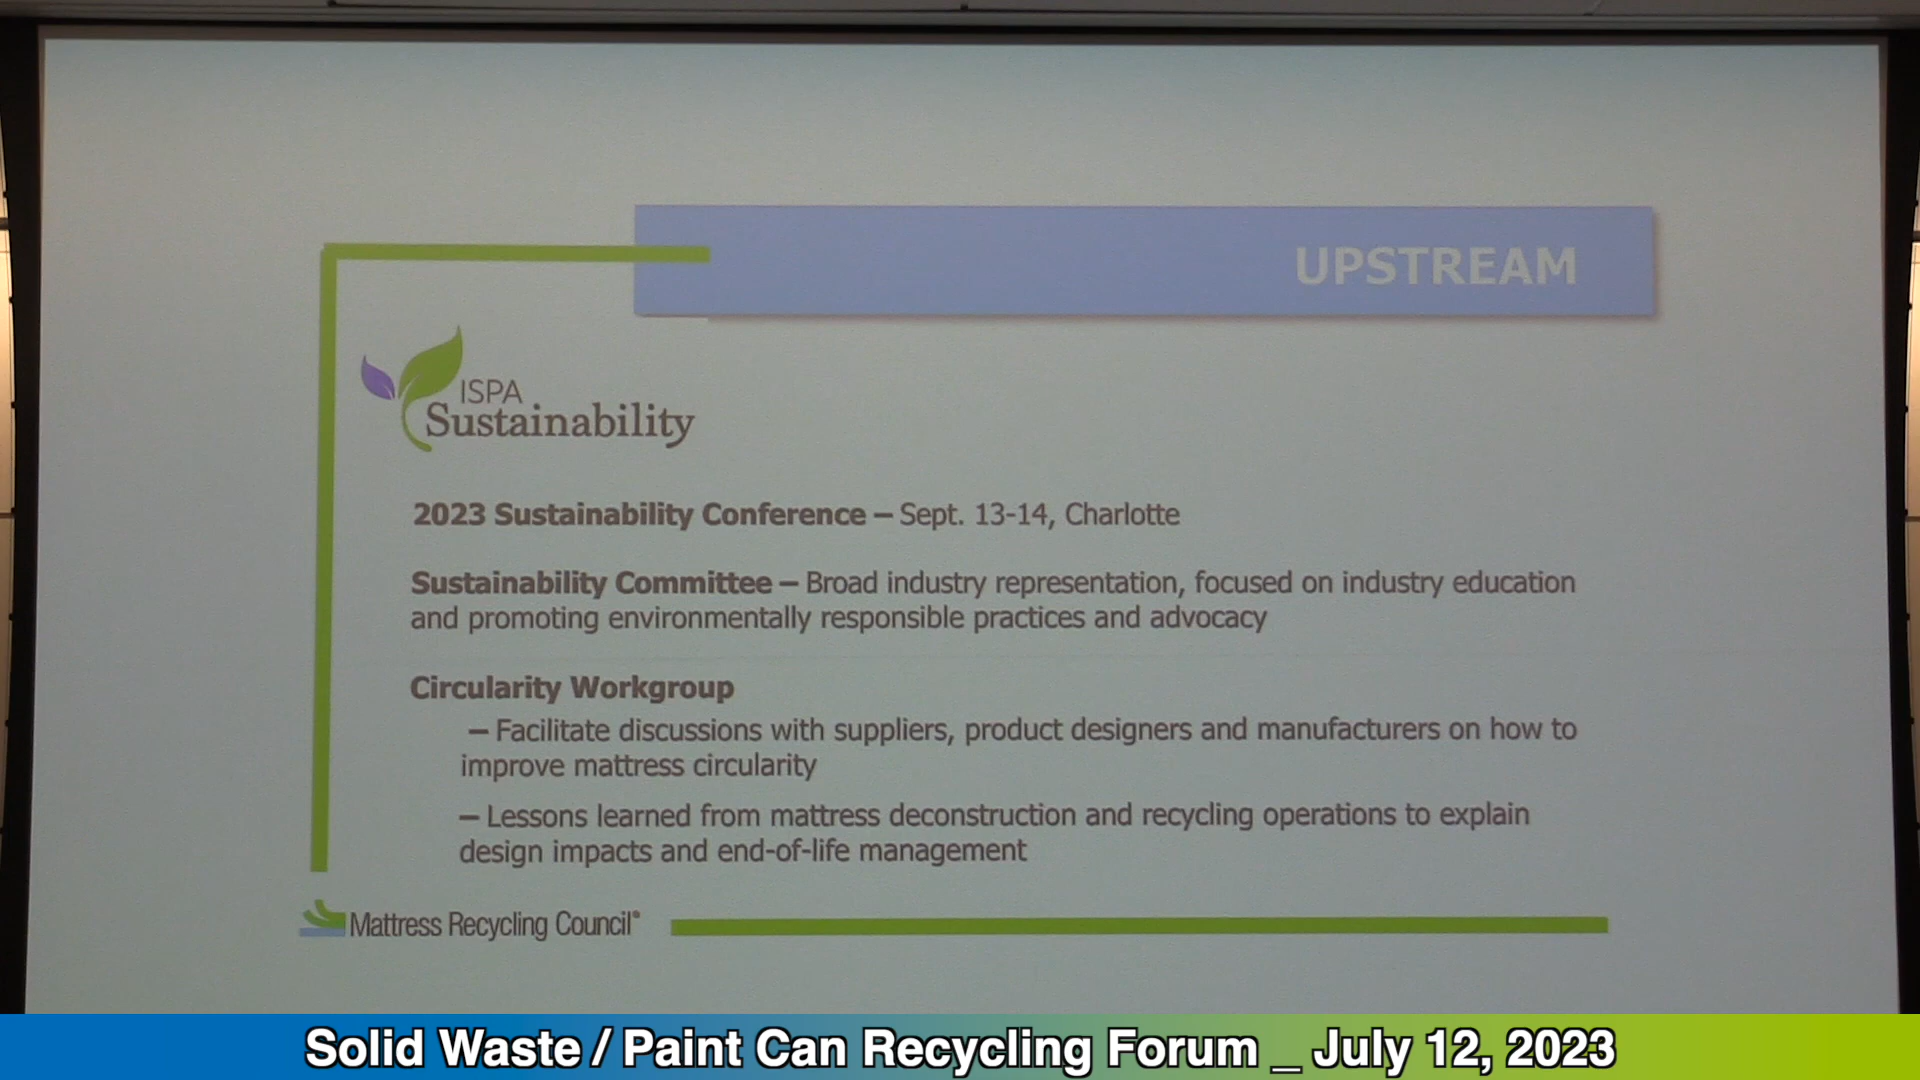 UPSTREAM
ISPA
Sustainability
2023 Sustainability Conference – Sept. 13-14, Charlotte
Sustainability Committee – Broad industry representation, focused on industry education
and promoting environmentally responsible practices and advocacy
Circularity Workgroup
– Facilitate discussions with suppliers, product designers and manufacturers on how to
improve mattress circularity
– Lessons learned from mattress deconstruction and recycling operations to explain
design impacts and end-of-life management
Mattress Recycling Council®
Solid Waste / Paint Can Recycling Forum _ July 12, 2023